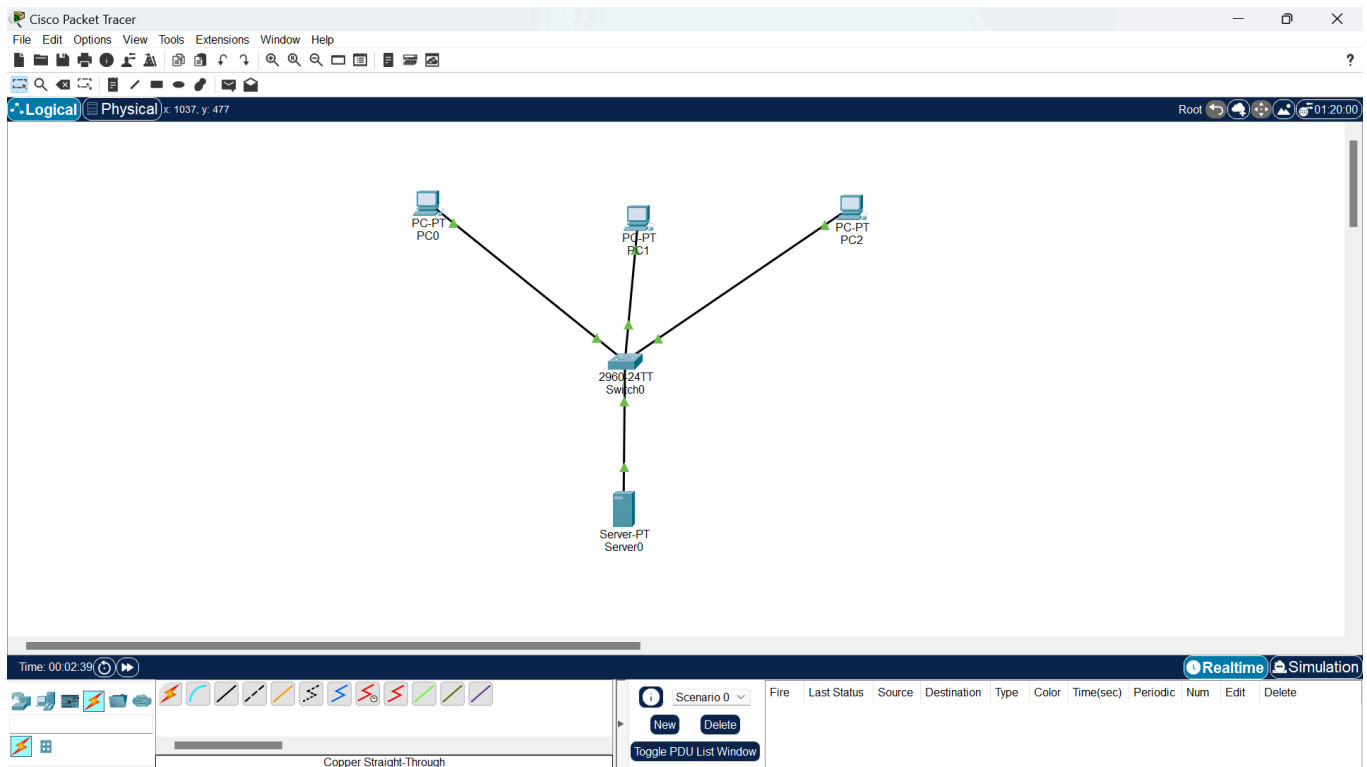 Cisco Packet Tracer
File Edit Options View Tools Extensions Window Help
?
Logical Physical x: 1037, y: 477 Root 01:20:00
PC-PT
PC0
PC-PT
PC1
PC-PT
PC2
2960-24TT
Switch0
Server-PT
Server0
Time: 00:02:39 Realtime Simulation
Scenario 0 Fire Last Status Source Destination Type Color Time(sec) Periodic Num Edit Delete
New Delete
Toggle PDU List Window
Copper Straight-Through